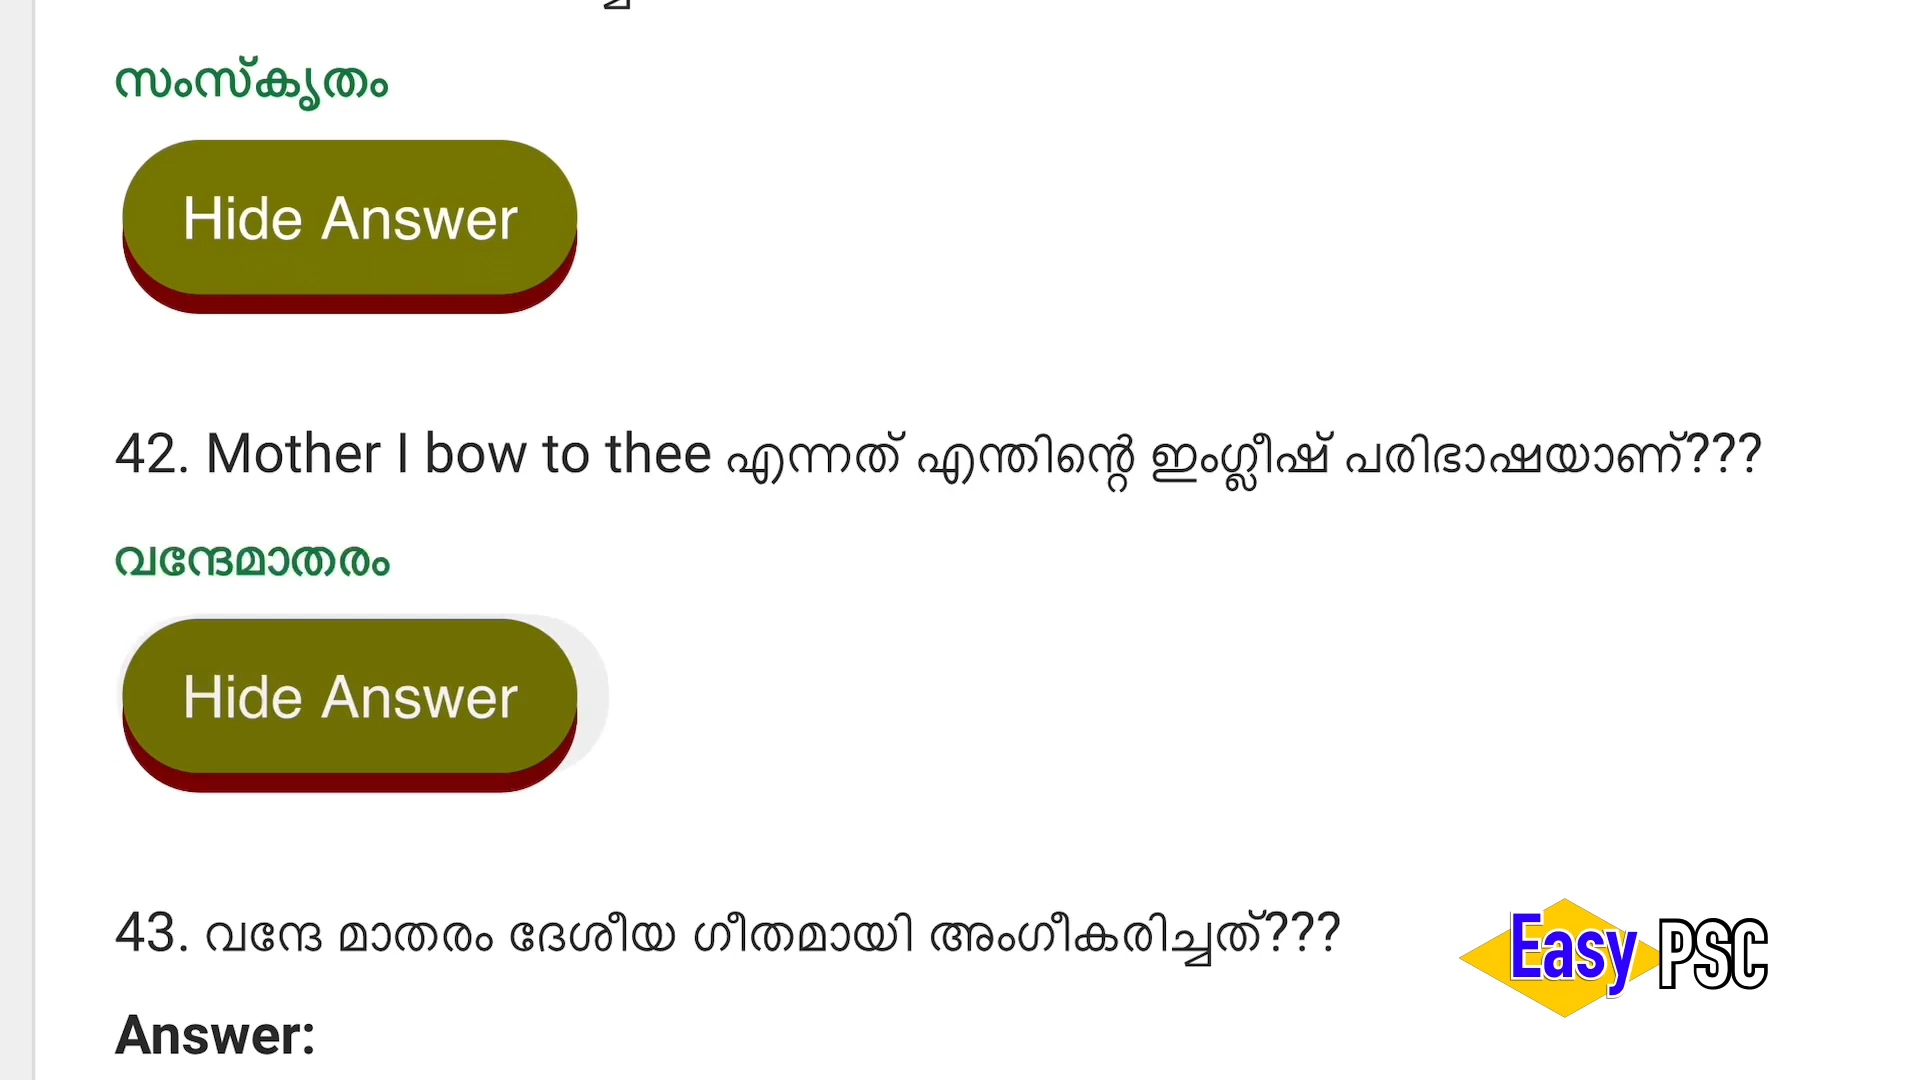 സംസ്കൃതം
Hide Answer
42. Mother I bow to thee എന്നത് എന്തിന്റെ ഇംഗ്ലീഷ് പരിഭാഷയാണ്???
വന്ദേമാതരം
Hide Answer
43. വന്ദേ മാതരം ദേശീയ ഗീതമായി അംഗീകരിച്ചത്???
Easy PSC
Answer: